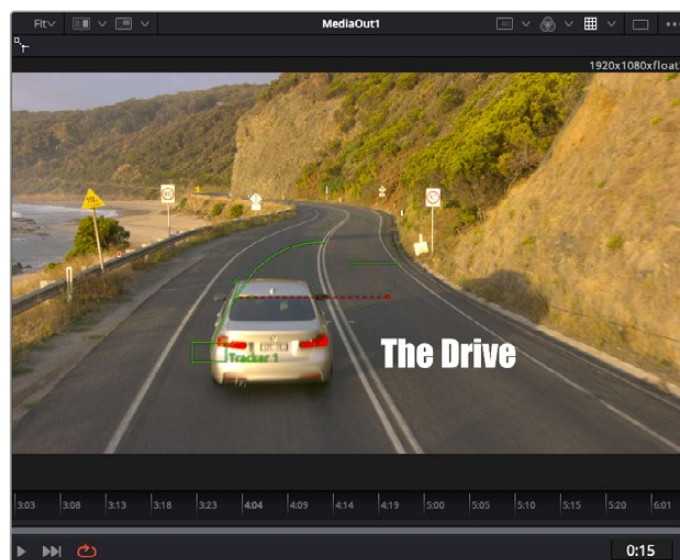 Fit MediaOut1
1920x1080xfloat
Tracker 1
The Drive
3:03 3:08 3:13 3:18 3:23 4:04 4:09 4:14 4:19 5:00 5:05 5:10 5:15 5:20 6:01
0:15